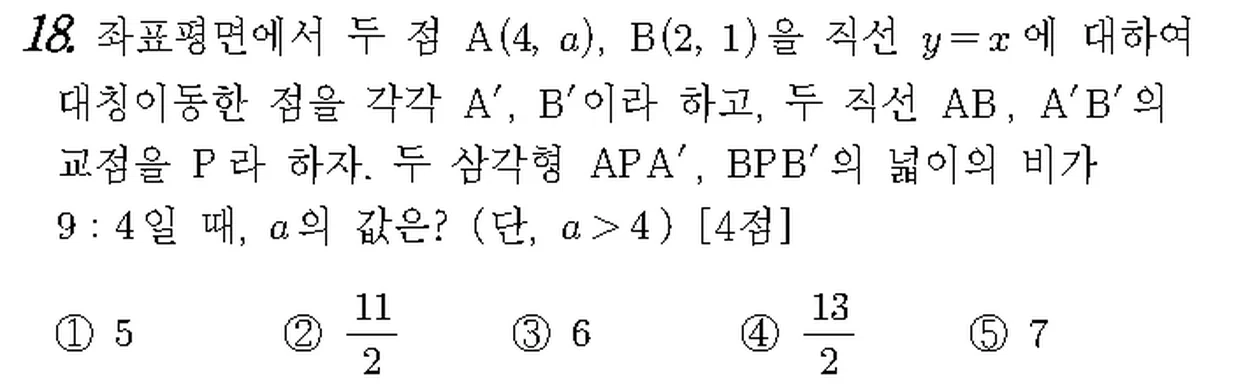 18. 좌표평면에서 두 점 A(4, a), B(2, 1)을 직선 y=x에 대하여
대칭이동한 점을 각각 A′, B′이라 하고, 두 직선 AB, A′B′의
교점을 P라 하자. 두 삼각형 APA′, BPB′의 넓이의 비가
9 : 4일 때, a의 값은? (단, a>4) [4점]
① 5 ② 11/2 ③ 6 ④ 13/2 ⑤ 7